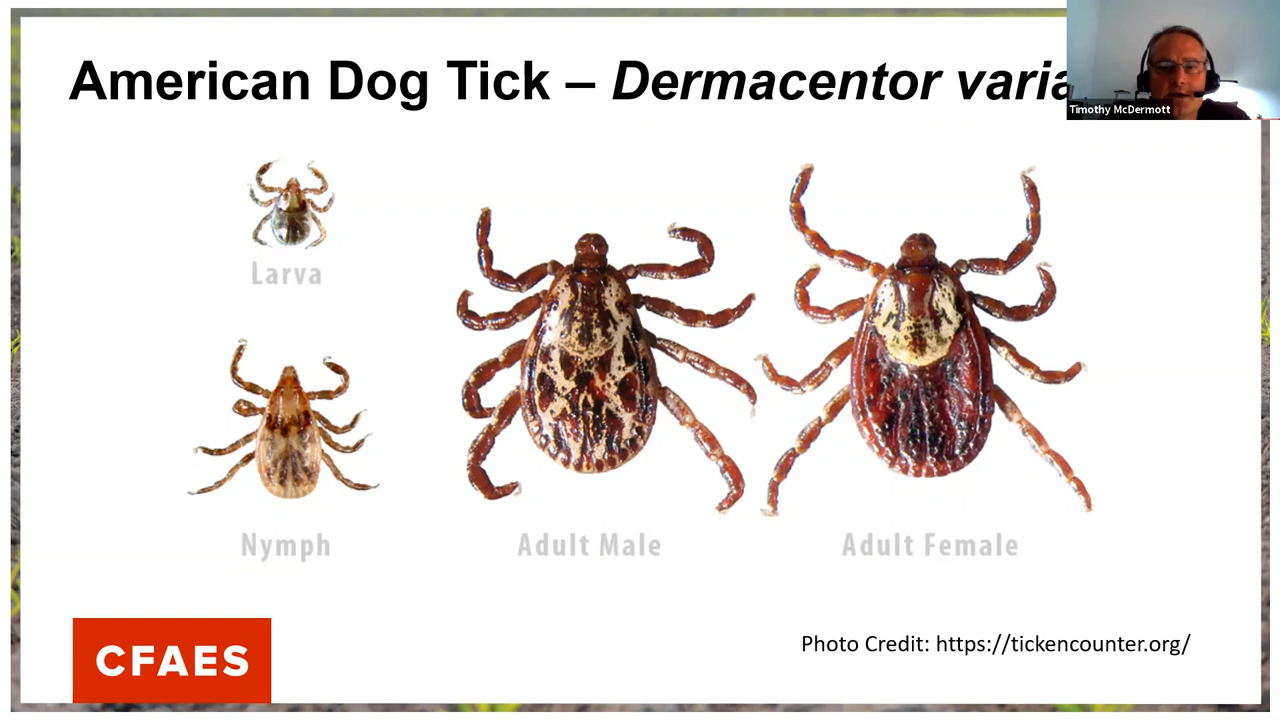 American Dog Tick – Dermacentor varia
Timothy McDermott
Larva
Nymph
Adult Male
Adult Female
CFAES
Photo Credit: https://tickencounter.org/